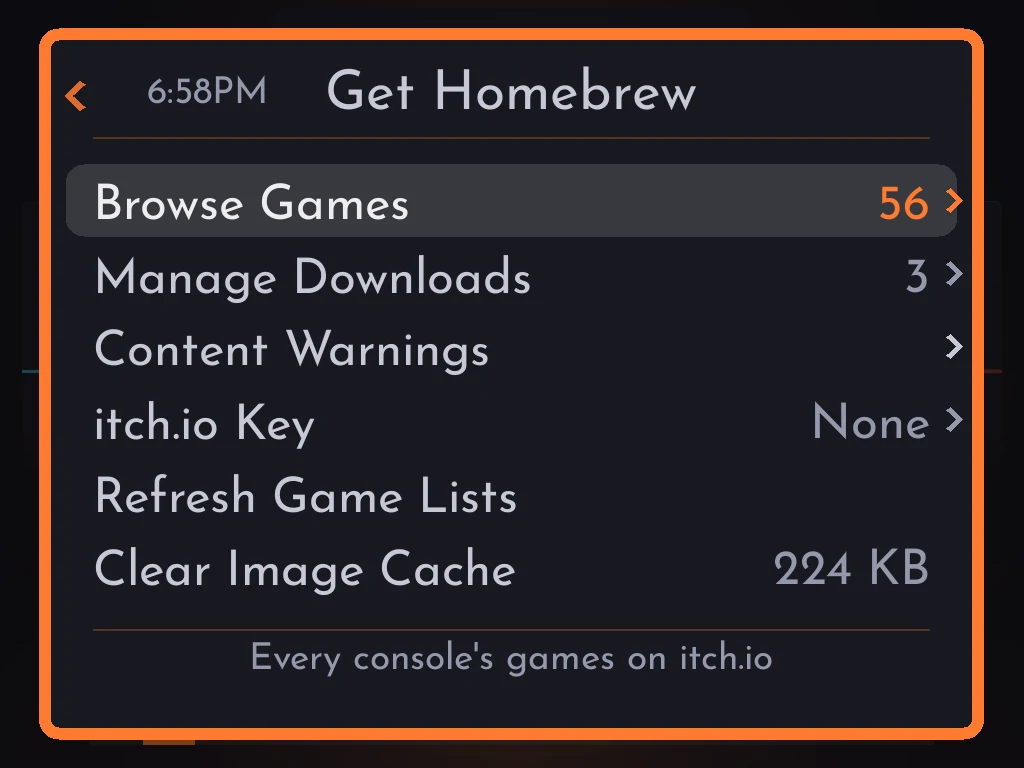 6:58PM Get Homebrew
Browse Games 56
Manage Downloads 3
Content Warnings
itch.io Key None
Refresh Game Lists
Clear Image Cache 224 KB
Every console's games on itch.io